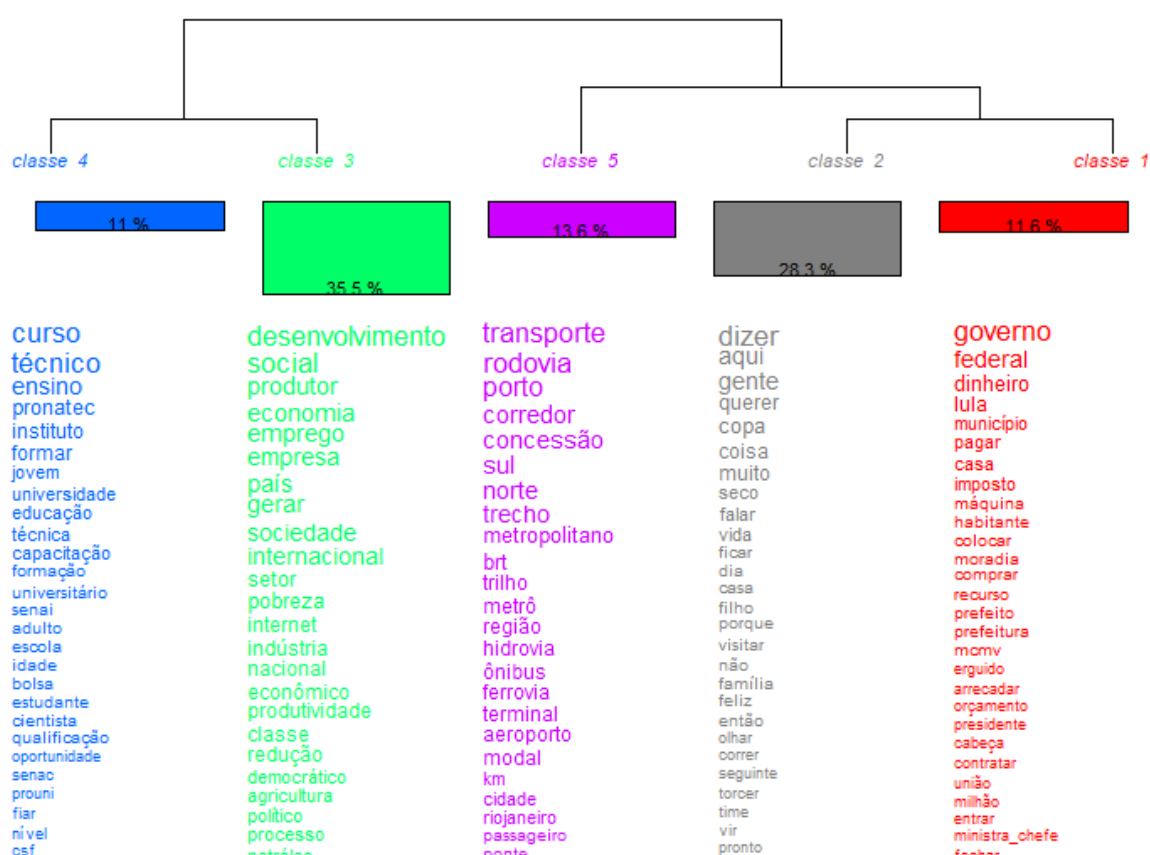 classe 4
classe 3
classe 5
classe 2
classe 1
11 %
35.5 %
13.6 %
28.3 %
11.6 %
curso
técnico
ensino
pronatec
instituto
formar
jovem
universidade
educação
técnica
capacitação
formação
universitário
senai
adulto
escola
idade
bolsa
estudante
cientista
qualificação
oportunidade
senac
prouni
fiar
nível
csf
desenvolvimento
social
produtor
economia
emprego
empresa
país
gerar
sociedade
internacional
setor
pobreza
internet
indústria
nacional
econômico
produtividade
classe
redução
democrático
agricultura
político
processo
petróleo
transporte
rodovia
porto
corredor
concessão
sul
norte
trecho
metropolitano
brt
trilho
metrô
região
hidrovia
ônibus
ferrovia
terminal
aeroporto
modal
km
cidade
riojaneiro
passageiro
ponte
dizer
aqui
gente
querer
copa
coisa
muito
seco
falar
vida
ficar
dia
casa
filho
porque
visitar
não
família
feliz
então
olhar
correr
seguinte
torcer
time
vir
pronto
governo
federal
dinheiro
lula
município
pagar
casa
imposto
máquina
habitante
colocar
moradia
comprar
recurso
prefeito
prefeitura
mcmv
erguido
arrecadar
orçamento
presidente
cabeça
contratar
união
milhão
entrar
ministra_chefe